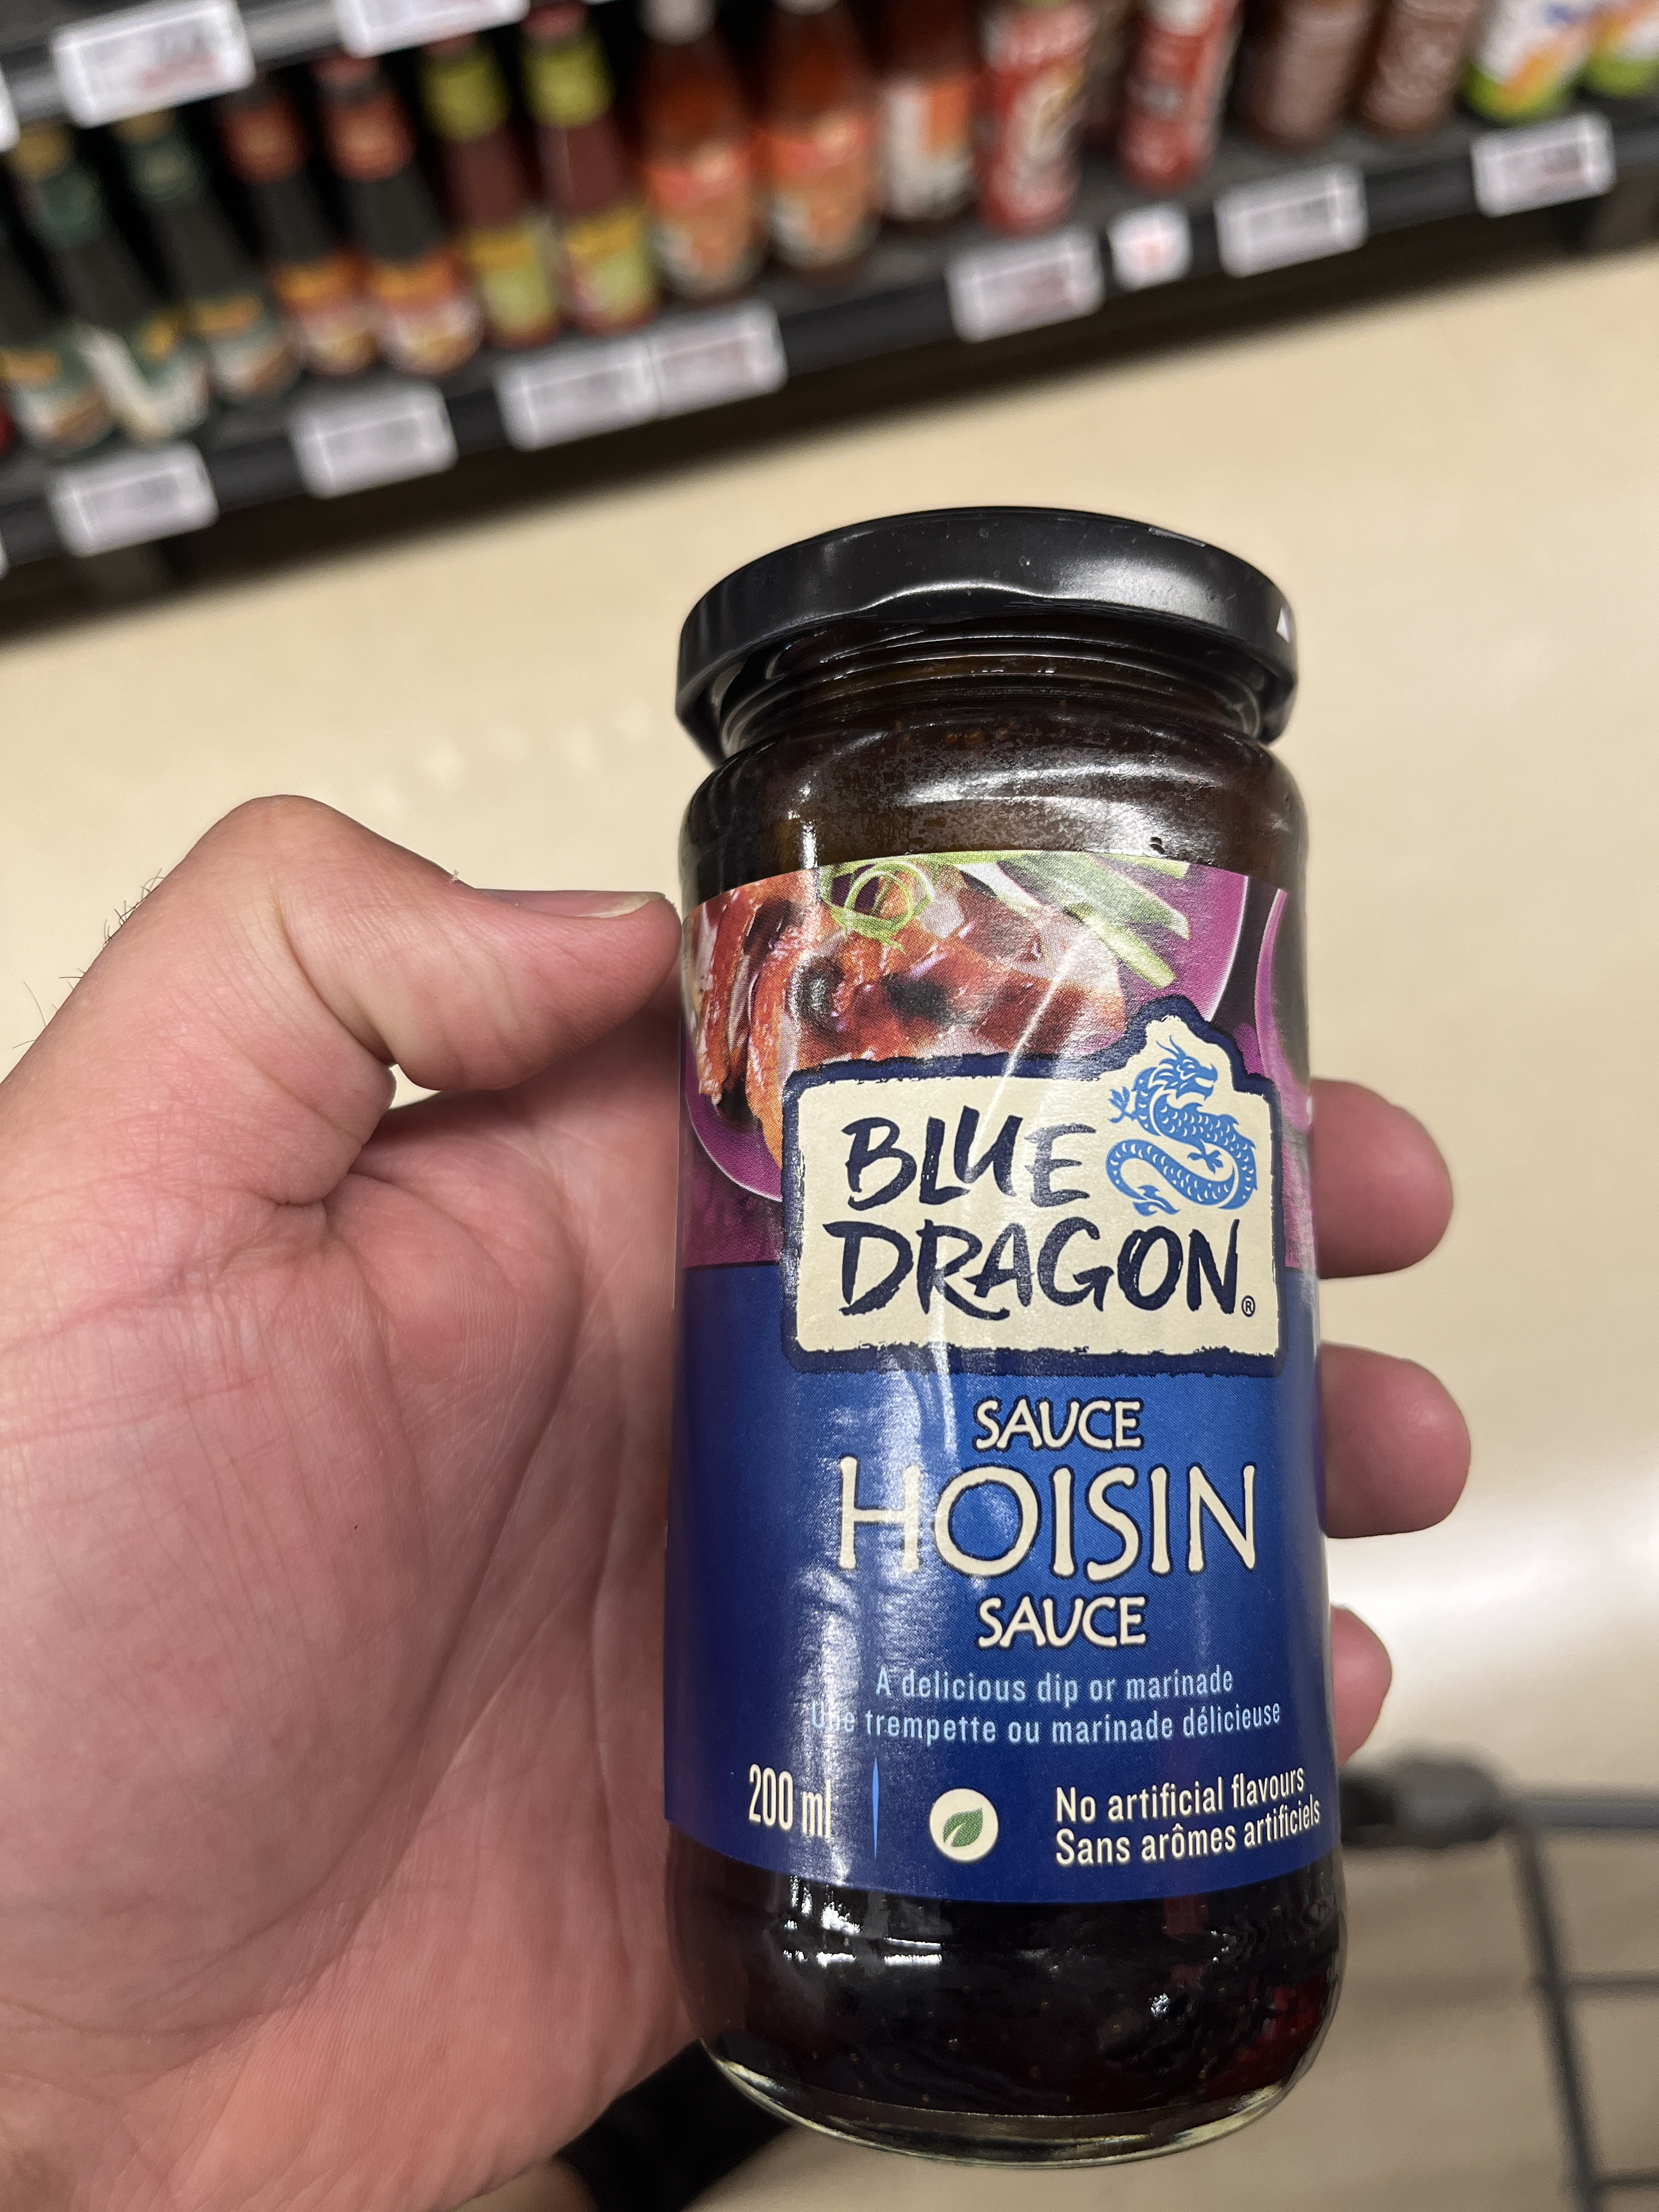 BLUE
DRAGON®
SAUCE
HOISIN
SAUCE
A delicious dip or marinade
Une trempette ou marinade délicieuse
200 ml
No artificial flavours
Sans arômes artificiels